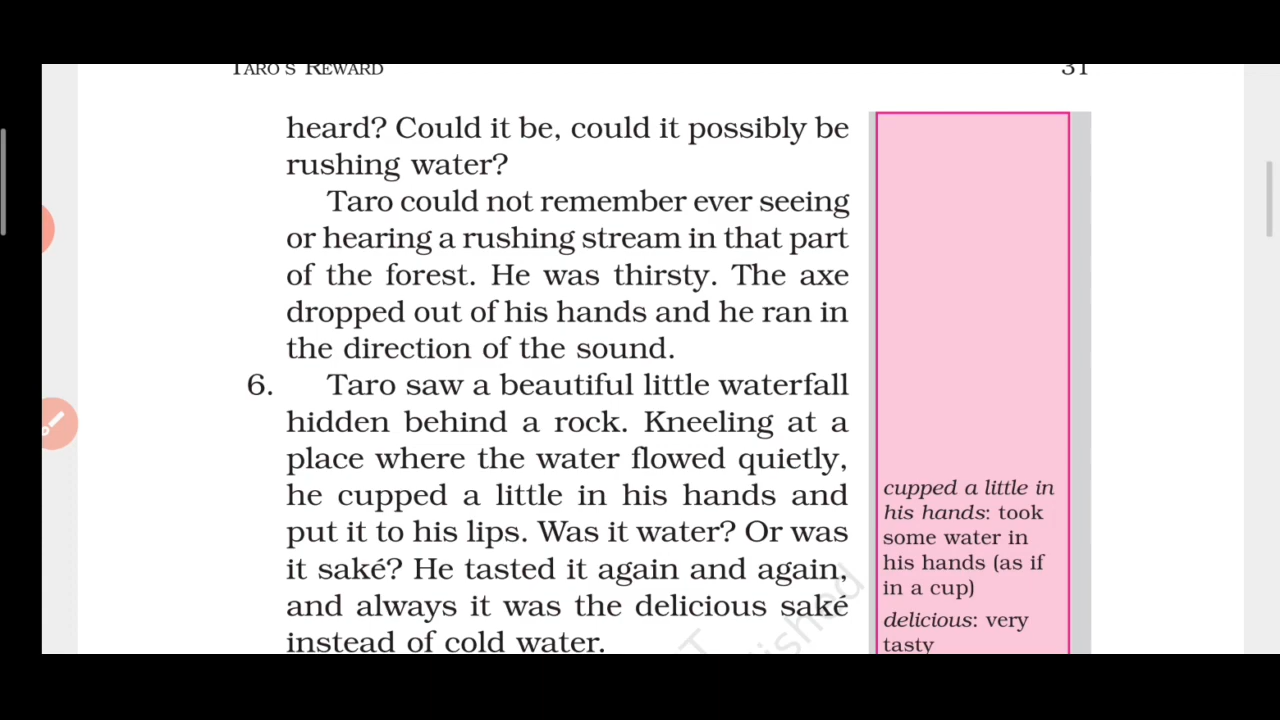 TARO'S REWARD 31
heard? Could it be, could it possibly be
rushing water?
Taro could not remember ever seeing
or hearing a rushing stream in that part
of the forest. He was thirsty. The axe
dropped out of his hands and he ran in
the direction of the sound.
6. Taro saw a beautiful little waterfall
hidden behind a rock. Kneeling at a
place where the water flowed quietly,
he cupped a little in his hands and
put it to his lips. Was it water? Or was
it saké? He tasted it again and again,
and always it was the delicious saké
instead of cold water.
cupped a little in
his hands: took
some water in
his hands (as if
in a cup)
delicious: very
tasty